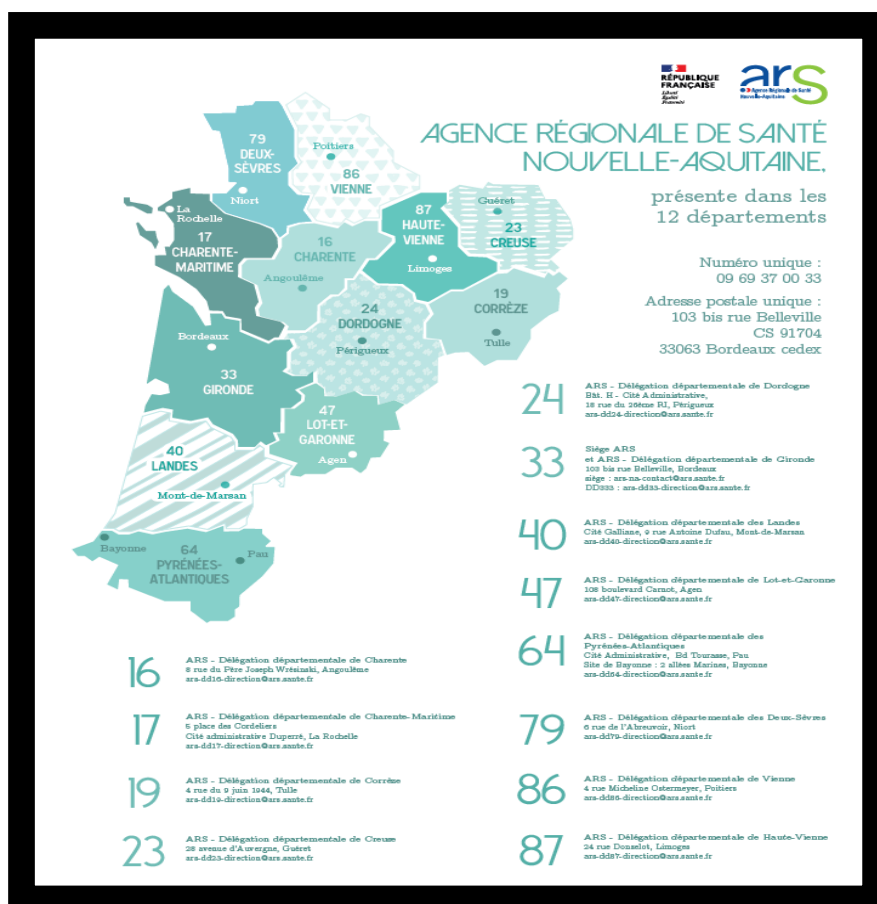 RÉPUBLIQUE
FRANÇAISE
Liberté
Égalité
Fraternité
ars
Agence Régionale de Santé
Nouvelle-Aquitaine
AGENCE RÉGIONALE DE SANTÉ
NOUVELLE-AQUITAINE,
présente dans les
12 départements
Numéro unique :
09 69 37 00 33
Adresse postale unique :
103 bis rue Belleville
CS 91704
33063 Bordeaux cedex
79
DEUX-
SÈVRES
Niort
Poitiers
86
VIENNE
La
Rochelle
17
CHARENTE-
MARITIME
16
CHARENTE
Angoulême
87
HAUTE-
VIENNE
Limoges
Guéret
23
CREUSE
19
CORRÈZE
Tulle
24
DORDOGNE
Périgueux
Bordeaux
33
GIRONDE
47
LOT-ET-
GARONNE
Agen
40
LANDES
Mont-de-Marsan
Bayonne
64
Pau
PYRÉNÉES-
ATLANTIQUES
16
ARS - Délégation départementale de Charente
8 rue du Père Joseph Wrésinski, Angoulême
ars-dd16-direction@ars.sante.fr
17
ARS - Délégation départementale de Charente-Maritime
5 place des Cordeliers
Cité administrative Duperré, La Rochelle
ars-dd17-direction@ars.sante.fr
19
ARS - Délégation départementale de Corrèze
4 rue du 9 juin 1944, Tulle
ars-dd19-direction@ars.sante.fr
23
ARS - Délégation départementale de Creuse
28 avenue d'Auvergne, Guéret
ars-dd23-direction@ars.sante.fr
24
ARS - Délégation départementale de Dordogne
Bât. H - Cité Administrative,
18 rue du 26ème RI, Périgueux
ars-dd24-direction@ars.sante.fr
33
Siège ARS
et ARS - Délégation départementale de Gironde
103 bis rue Belleville, Bordeaux
siège : ars-na-contact@ars.sante.fr
DD333 : ars-dd33-direction@ars.sante.fr
40
ARS - Délégation départementale des Landes
Cité Galliane, 9 rue Antoine Dufau, Mont-de-Marsan
ars-dd40-direction@ars.sante.fr
47
ARS - Délégation départementale de Lot-et-Garonne
108 boulevard Carnot, Agen
ars-dd47-direction@ars.sante.fr
64
ARS - Délégation départementale des
Pyrénées-Atlantiques
Cité Administrative, Bd Tourasse, Pau
Site de Bayonne : 2 allées Marines, Bayonne
ars-dd64-direction@ars.sante.fr
79
ARS - Délégation départementale des Deux-Sèvres
6 rue de l'Abreuvoir, Niort
ars-dd79-direction@ars.sante.fr
86
ARS - Délégation départementale de Vienne
4 rue Micheline Ostermeyer, Poitiers
ars-dd86-direction@ars.sante.fr
87
ARS - Délégation départementale de Haute-Vienne
24 rue Donzelot, Limoges
ars-dd87-direction@ars.sante.fr